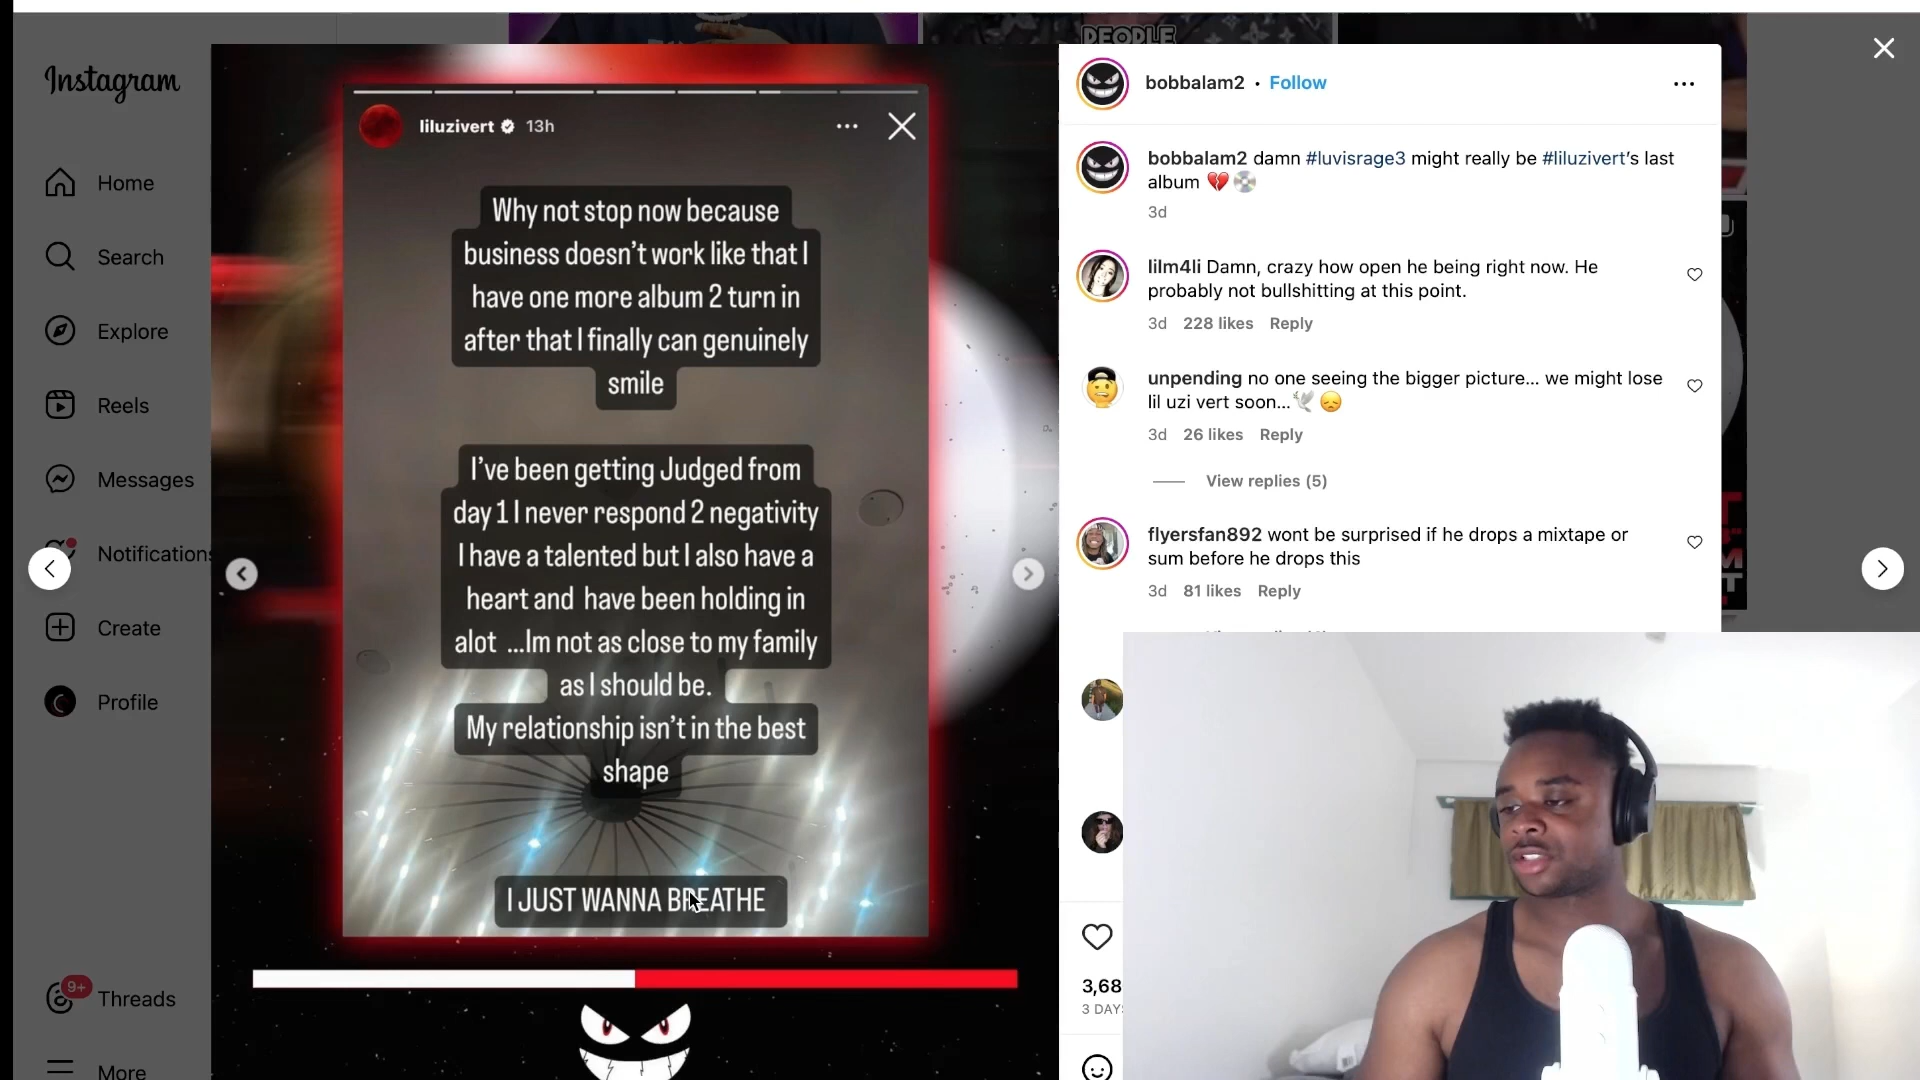 PEOPLE
Instagram
Home
Search
Explore
Reels
Messages
Notifications
Create
Profile
9+
Threads
More
liluzivert 13h
Why not stop now because
business doesn't work like that I
have one more album 2 turn in
after that I finally can genuinely
smile
I've been getting Judged from
day 1 I never respond 2 negativity
I have a talented but I also have a
heart and have been holding in
alot ...Im not as close to my family
as I should be.
My relationship isn't in the best
shape
I JUST WANNA BREATHE
bobbalam2 • Follow
bobbalam2 damn #luvisrage3 might really be #liluzivert's last
album 💔 💿
3d
lilm4li Damn, crazy how open he being right now. He
probably not bullshitting at this point.
3d 228 likes Reply
unpending no one seeing the bigger picture... we might lose
lil uzi vert soon...🕊 😞
3d 26 likes Reply
View replies (5)
flyersfan892 wont be surprised if he drops a mixtape or
sum before he drops this
3d 81 likes Reply
3,68
3 DAY